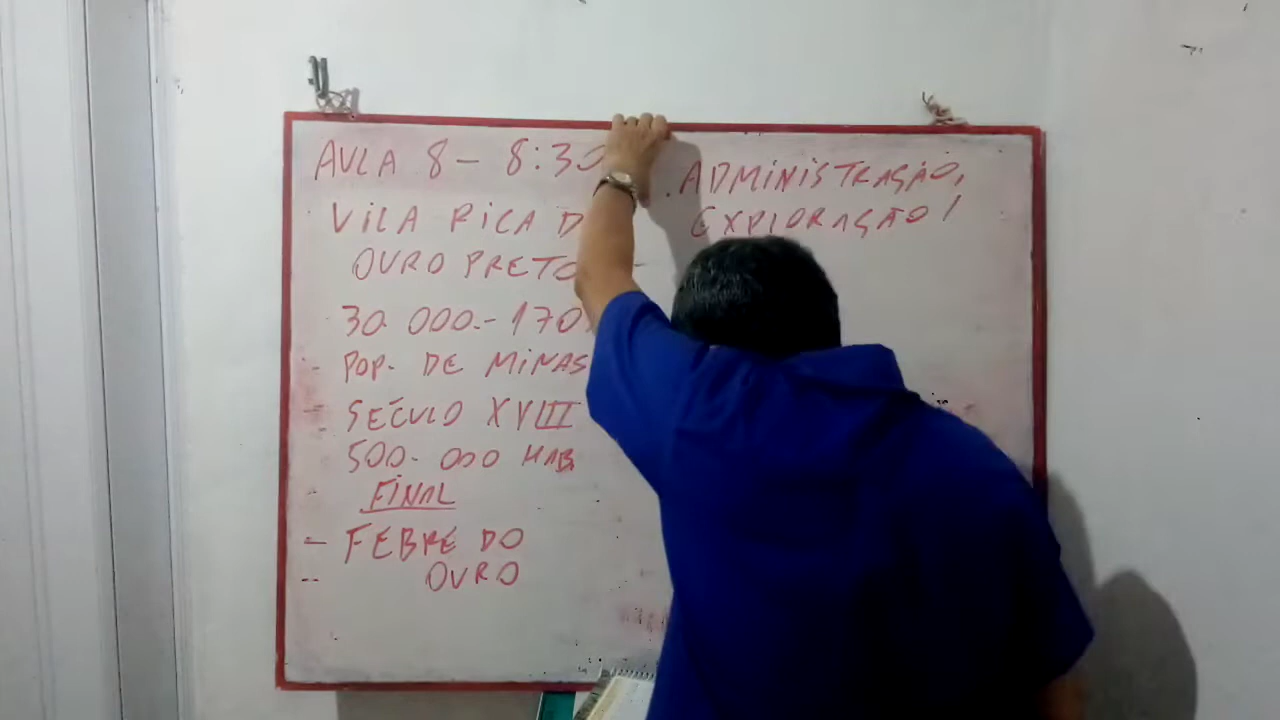 AULA 8 - 8:30
VILA RICA D
OURO PRETO -
30.000 - 170
- POP. DE MINAS
- SÉCULO XVIII
500.000 HAB.
FINAL
- FEBRE DO
OURO
. ADMINISTRAÇÃO,
EXPLORAÇÃO!